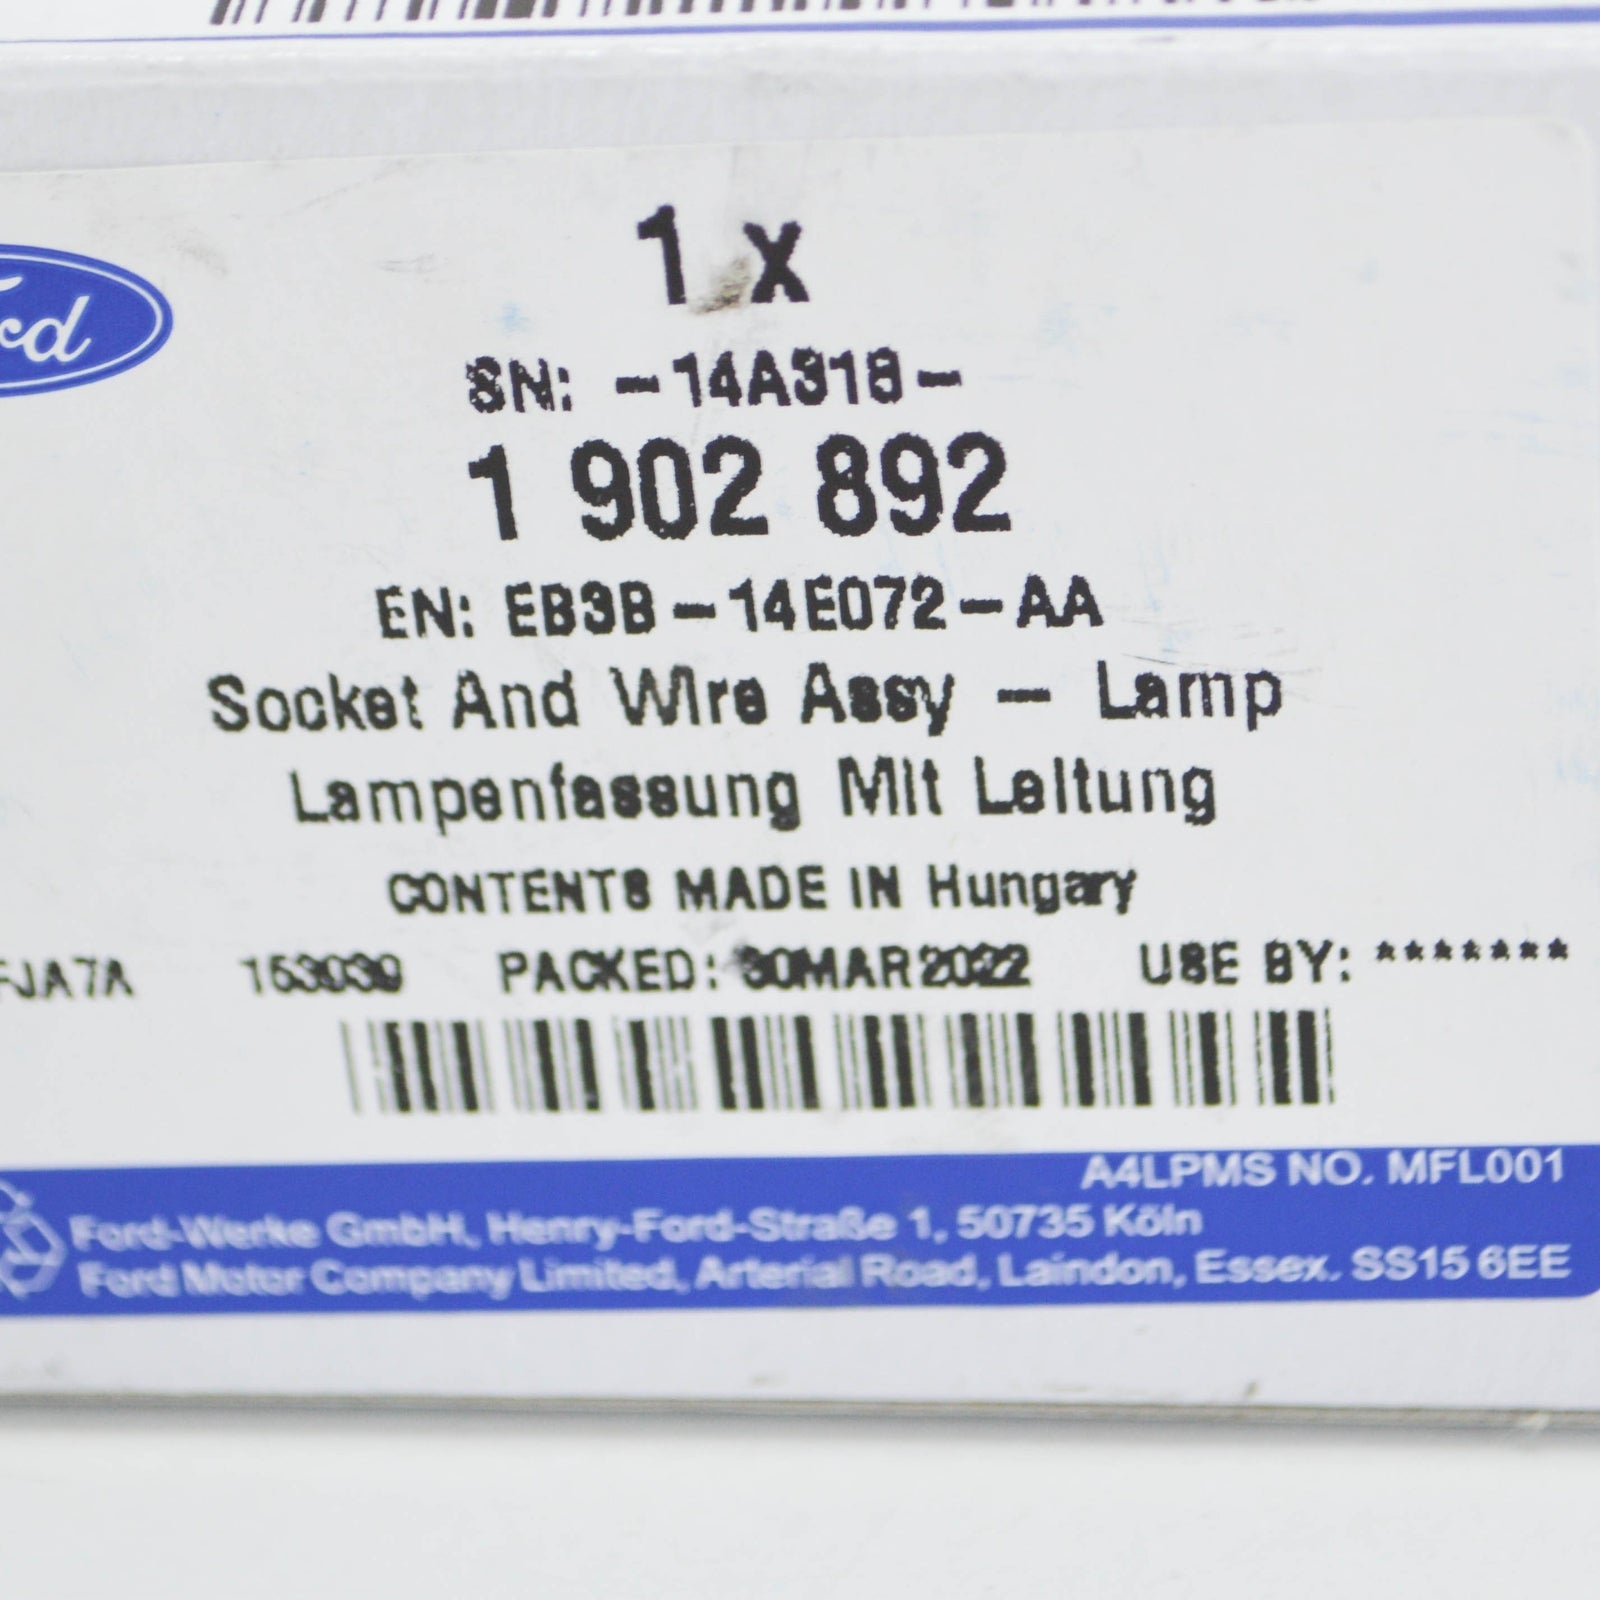 1 x
Ford
SN: -14A318-
1 902 892
EN: EB3B-14E072-AA
Socket And Wire Assy - Lamp
Lampenfassung Mit Leitung
CONTENTS MADE IN Hungary
FJA7A 153939 PACKED: 30MAR2022 USE BY: *******
A4LPMS NO. MFL001
Ford-Werke GmbH, Henry-Ford-Straße 1, 50735 Köln
Ford Motor Company Limited, Arterial Road, Laindon, Essex. SS15 6EE